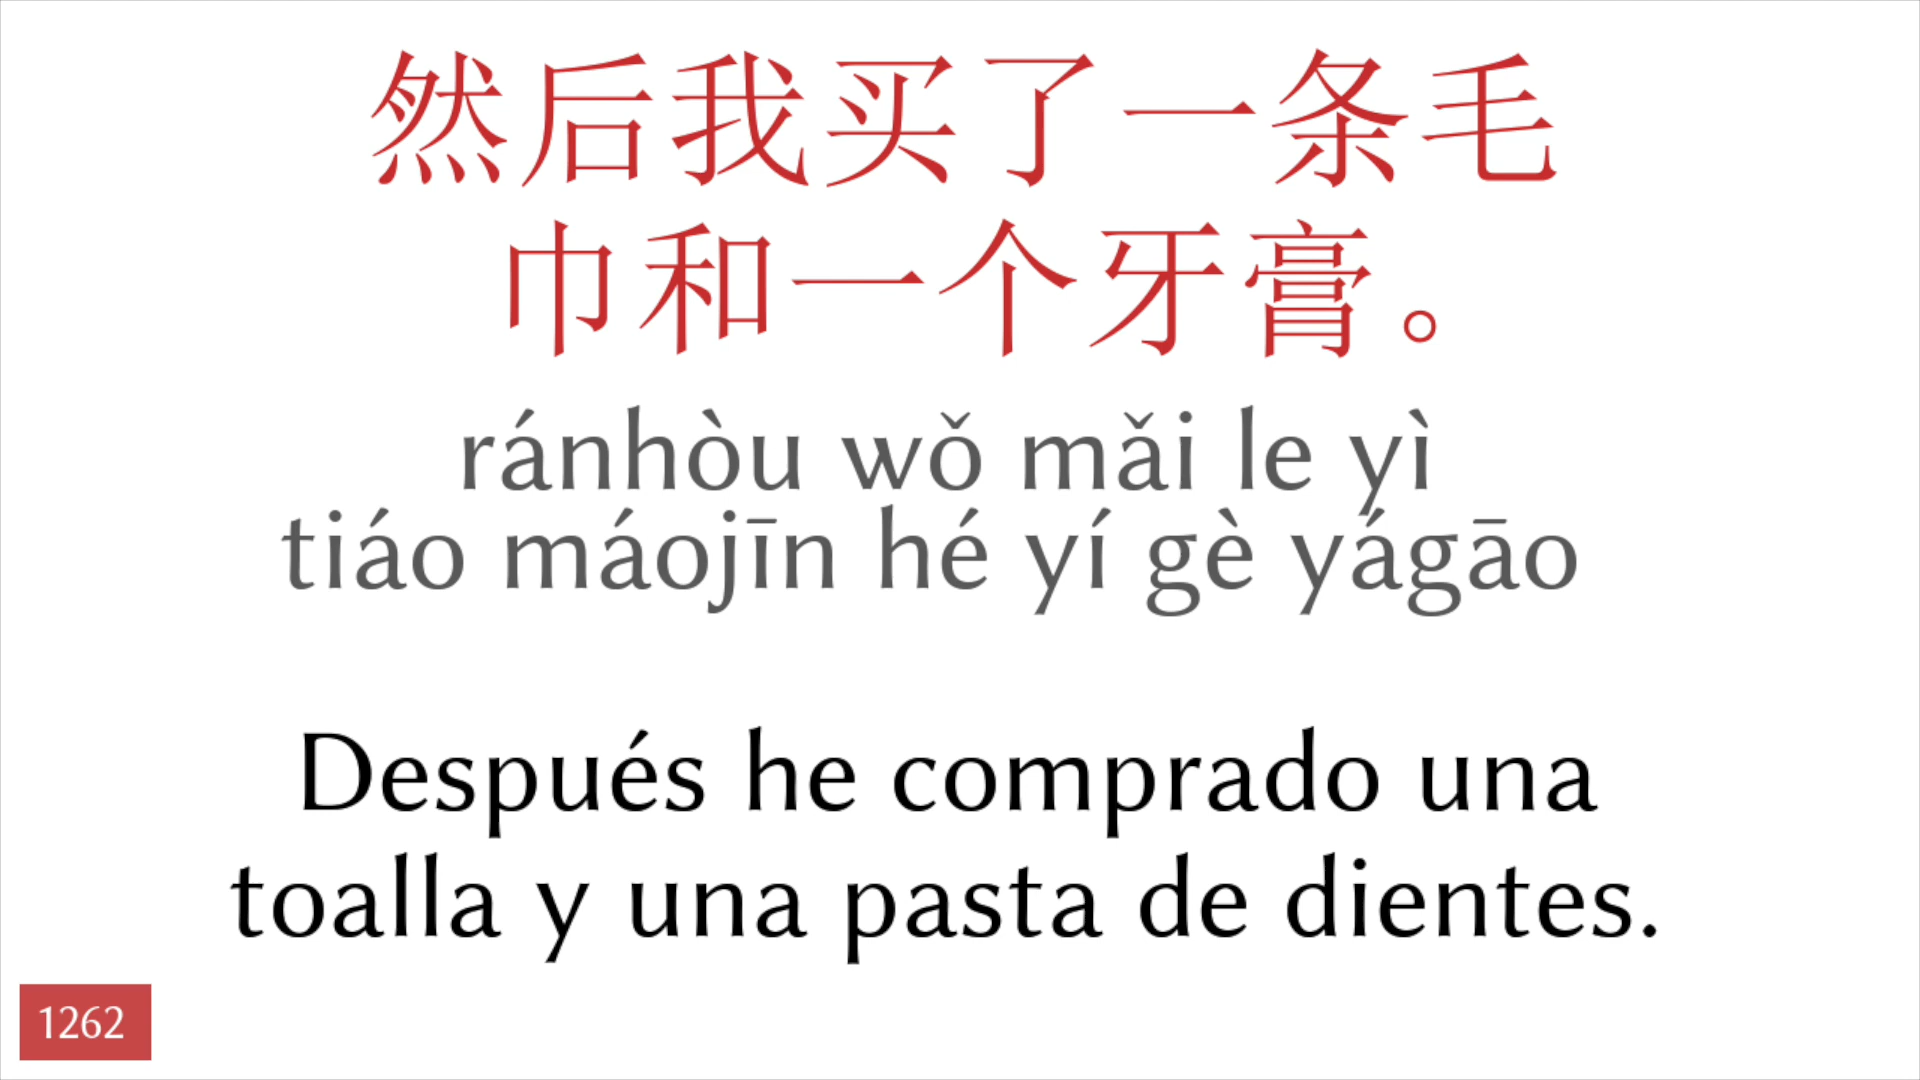 然后我买了一条毛
巾和一个牙膏。
ránhòu wǒ mǎi le yì
tiáo máojīn hé yí gè yágāo
Después he comprado una
toalla y una pasta de dientes.
1262